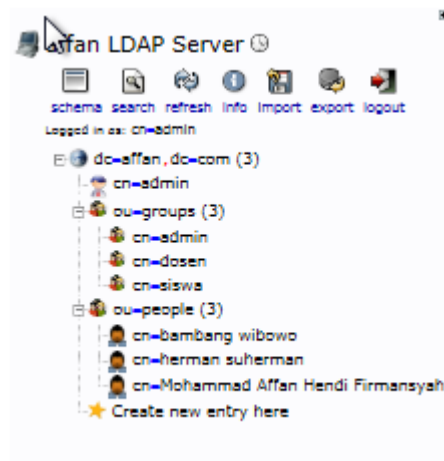 Affan LDAP Server
schema search refresh info import export logout
Logged in as: cn=admin
dc=affan,dc=com (3)
cn=admin
ou=groups (3)
cn=admin
cn=dosen
cn=siswa
ou=people (3)
cn=bambang wibowo
cn=herman suherman
cn=Mohammad Affan Hendi Firmansyah
Create new entry here